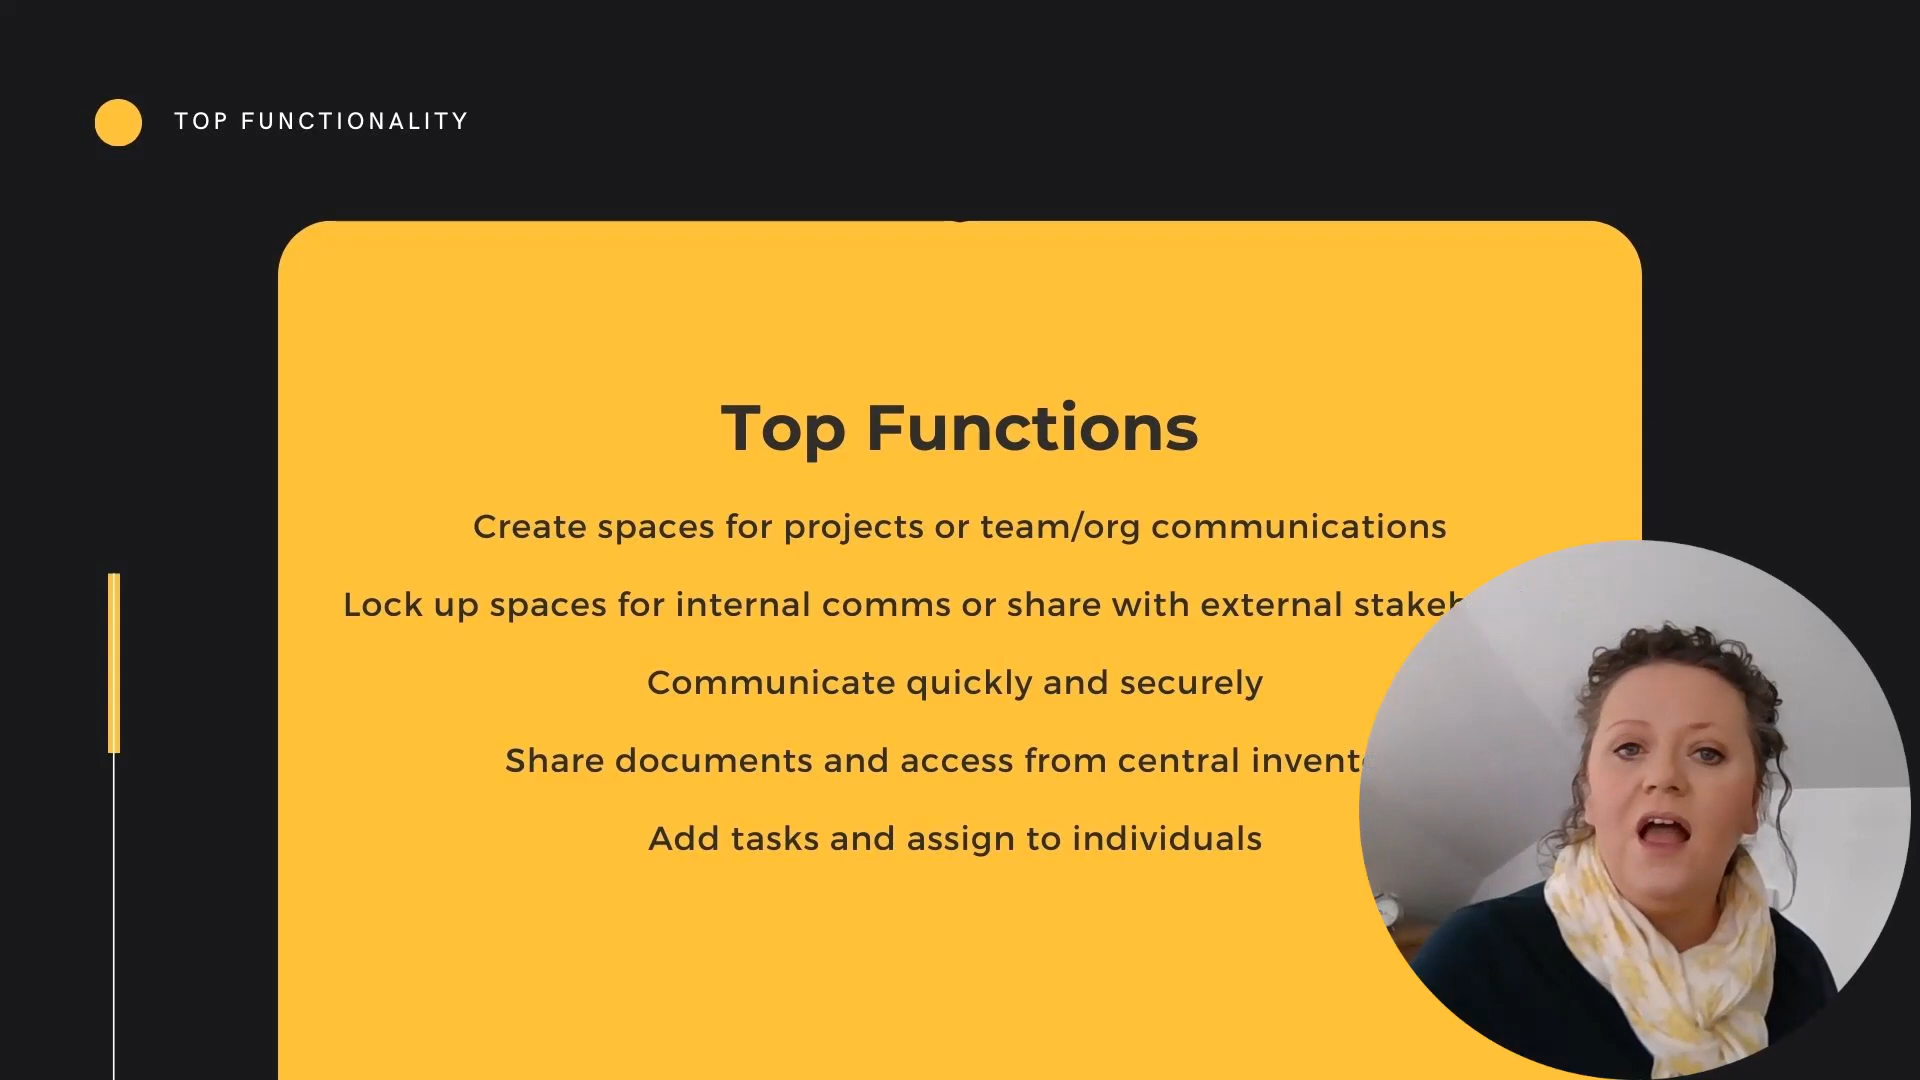 TOP FUNCTIONALITY
Top Functions
Create spaces for projects or team/org communications
Lock up spaces for internal comms or share with external
Communicate quickly and securely
Share documents and access from central
Add tasks and assign to individuals